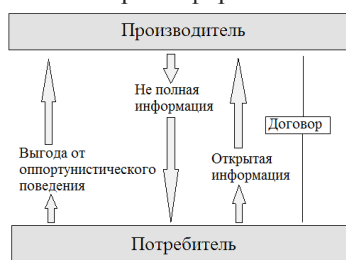 Производитель
Не полная
информация
Договор
Выгода от
оппортунистического
поведения
Открытая
информация
Потребитель